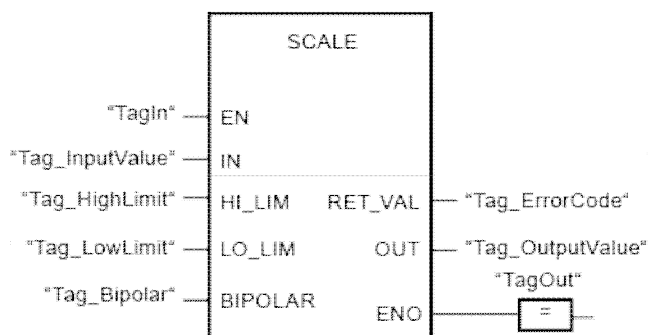 SCALE
"TagIn" EN
"Tag_InputValue" IN
"Tag_HighLimit" HI_LIM RET_VAL "Tag_ErrorCode"
"Tag_LowLimit" LO_LIM OUT "Tag_OutputValue"
"TagOut"
"Tag_Bipolar" BIPOLAR
ENO =